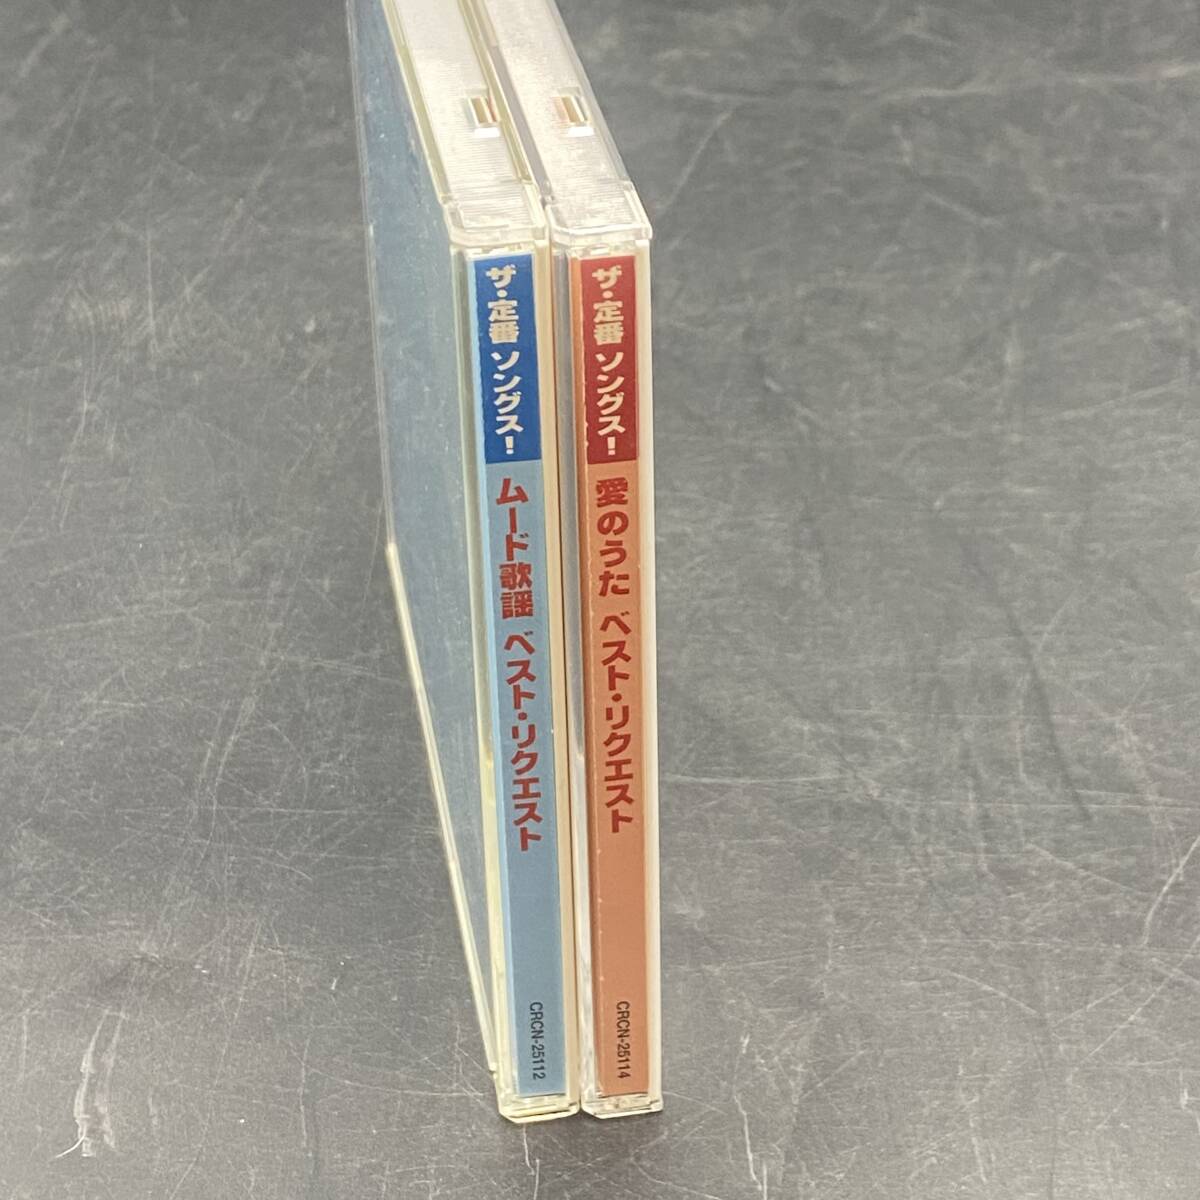 ザ・定番 ソングス!
ムード歌謡 ベスト・リクエスト
CRCN-25112
ザ・定番 ソングス!
愛のうた ベスト・リクエスト
CRCN-25114